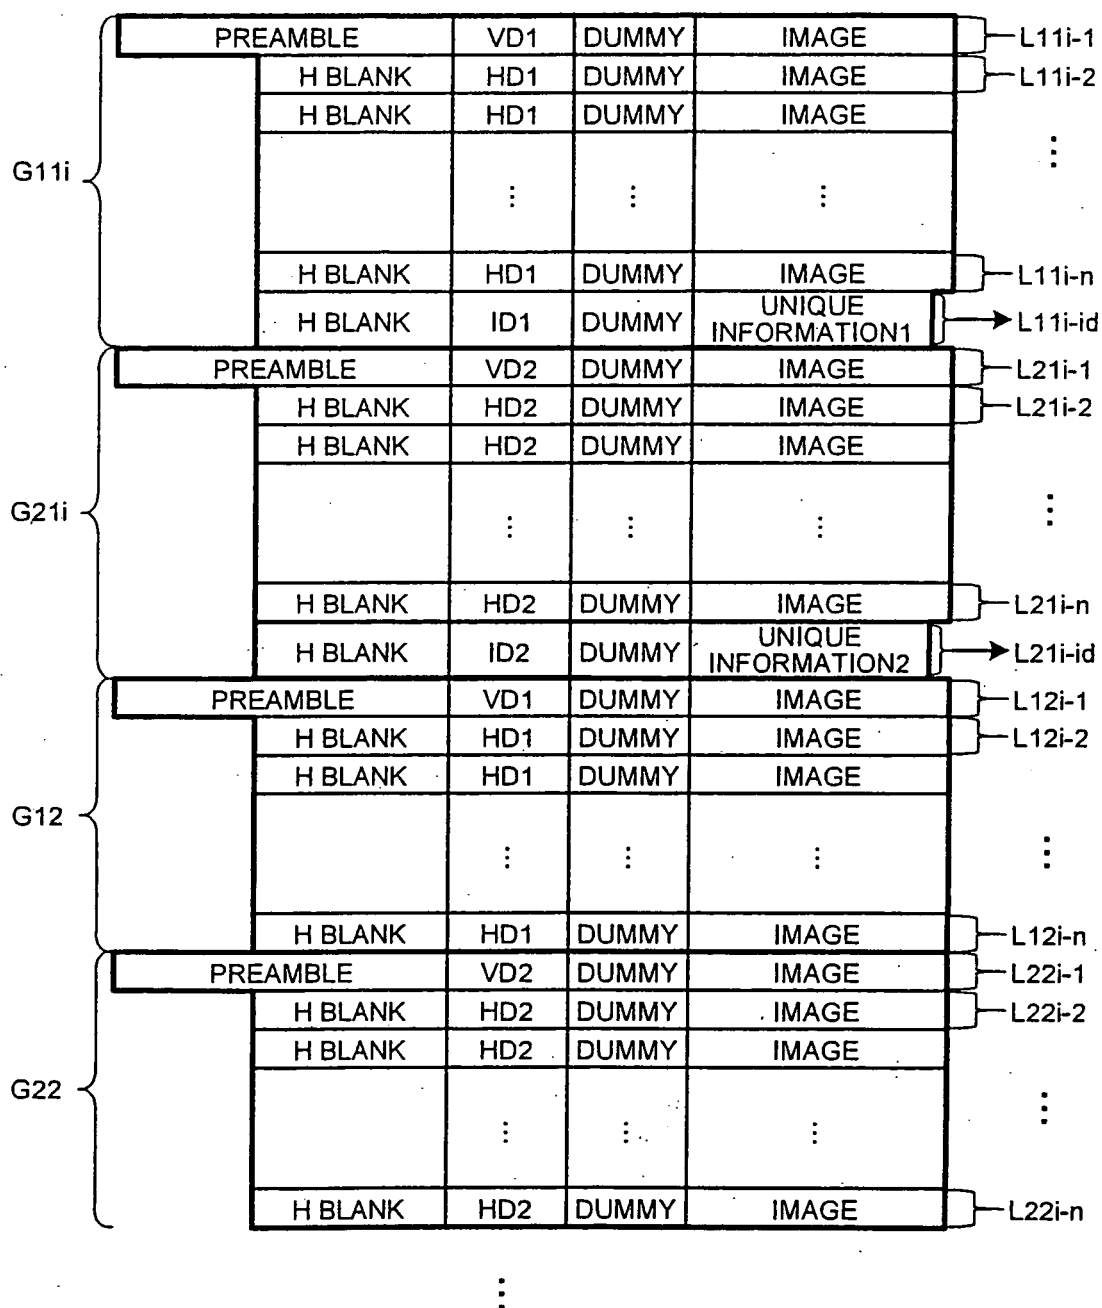 PREAMBLE VD1 DUMMY IMAGE L11i-1
H BLANK HD1 DUMMY IMAGE L11i-2
H BLANK HD1 DUMMY IMAGE
⋮
G11i
⋮ ⋮ ⋮
H BLANK HD1 DUMMY IMAGE L11i-n
H BLANK ID1 DUMMY UNIQUE INFORMATION1 L11i-id
PREAMBLE VD2 DUMMY IMAGE L21i-1
H BLANK HD2 DUMMY IMAGE L21i-2
H BLANK HD2 DUMMY IMAGE
G21i
⋮ ⋮ ⋮ ⋮
H BLANK HD2 DUMMY IMAGE L21i-n
H BLANK ID2 DUMMY UNIQUE INFORMATION2 L21i-id
PREAMBLE VD1 DUMMY IMAGE L12i-1
H BLANK HD1 DUMMY IMAGE L12i-2
H BLANK HD1 DUMMY IMAGE
G12
⋮ ⋮ ⋮ ⋮
H BLANK HD1 DUMMY IMAGE L12i-n
PREAMBLE VD2 DUMMY IMAGE L22i-1
H BLANK HD2 DUMMY IMAGE L22i-2
H BLANK HD2 DUMMY IMAGE
G22
⋮ ⋮ ⋮ ⋮
H BLANK HD2 DUMMY IMAGE L22i-n
⋮